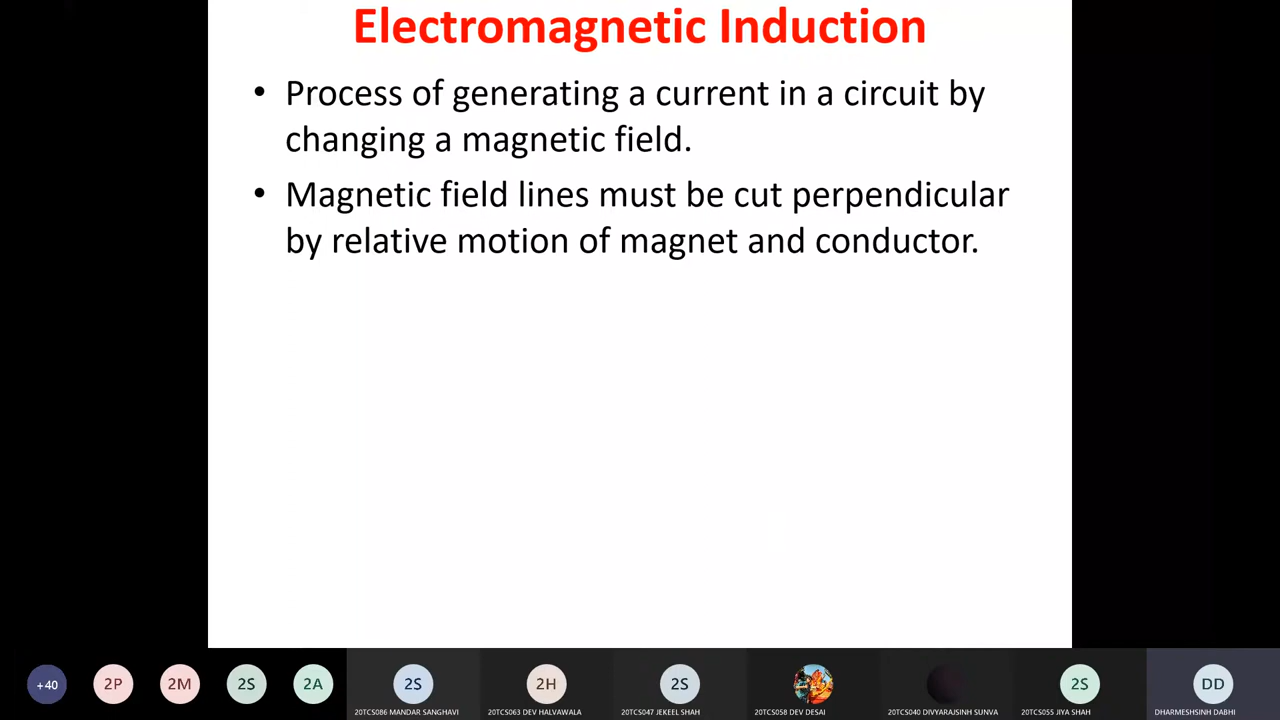 Electromagnetic Induction
• Process of generating a current in a circuit by
changing a magnetic field.
• Magnetic field lines must be cut perpendicular
by relative motion of magnet and conductor.
+40
2P
2M
2S
2A
2S
2H
2S
2S
DD
20TCS086 MANDAR SANGHAVI
20TCS063 DEV HALVAWALA
20TCS047 JEKEEL SHAH
20TCS058 DEV DESAI
20TCS040 DIVYARAJSINH SUNVA
20TCS055 JIYA SHAH
DHARMESHSINH DABHI